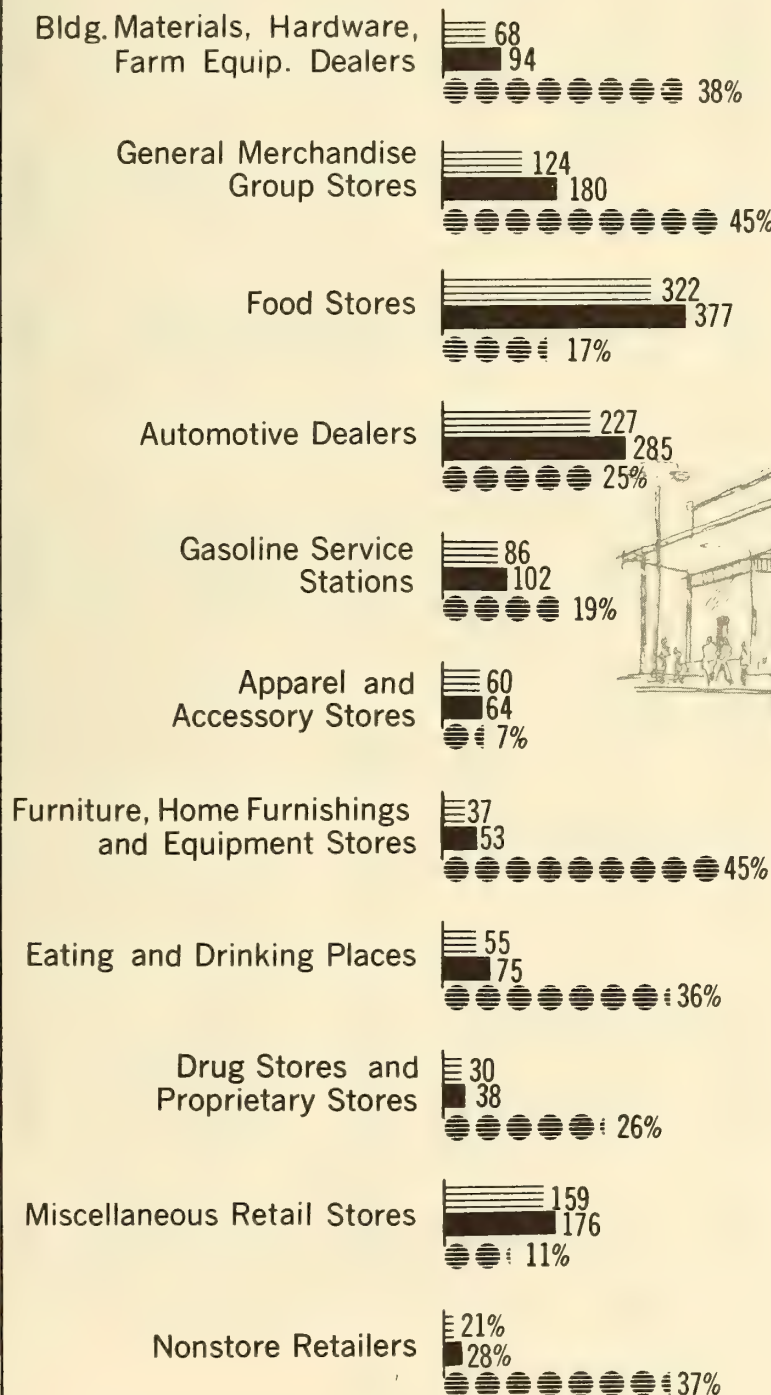 Bldg. Materials, Hardware,
Farm Equip. Dealers
68
94
38%
General Merchandise
Group Stores
124
180
45%
Food Stores
322
377
17%
Automotive Dealers
227
285
25%
Gasoline Service
Stations
86
102
19%
Apparel and
Accessory Stores
60
64
7%
Furniture, Home Furnishings
and Equipment Stores
37
53
45%
Eating and Drinking Places
55
75
36%
Drug Stores and
Proprietary Stores
30
38
26%
Miscellaneous Retail Stores
159
176
11%
Nonstore Retailers
21%
28%
37%